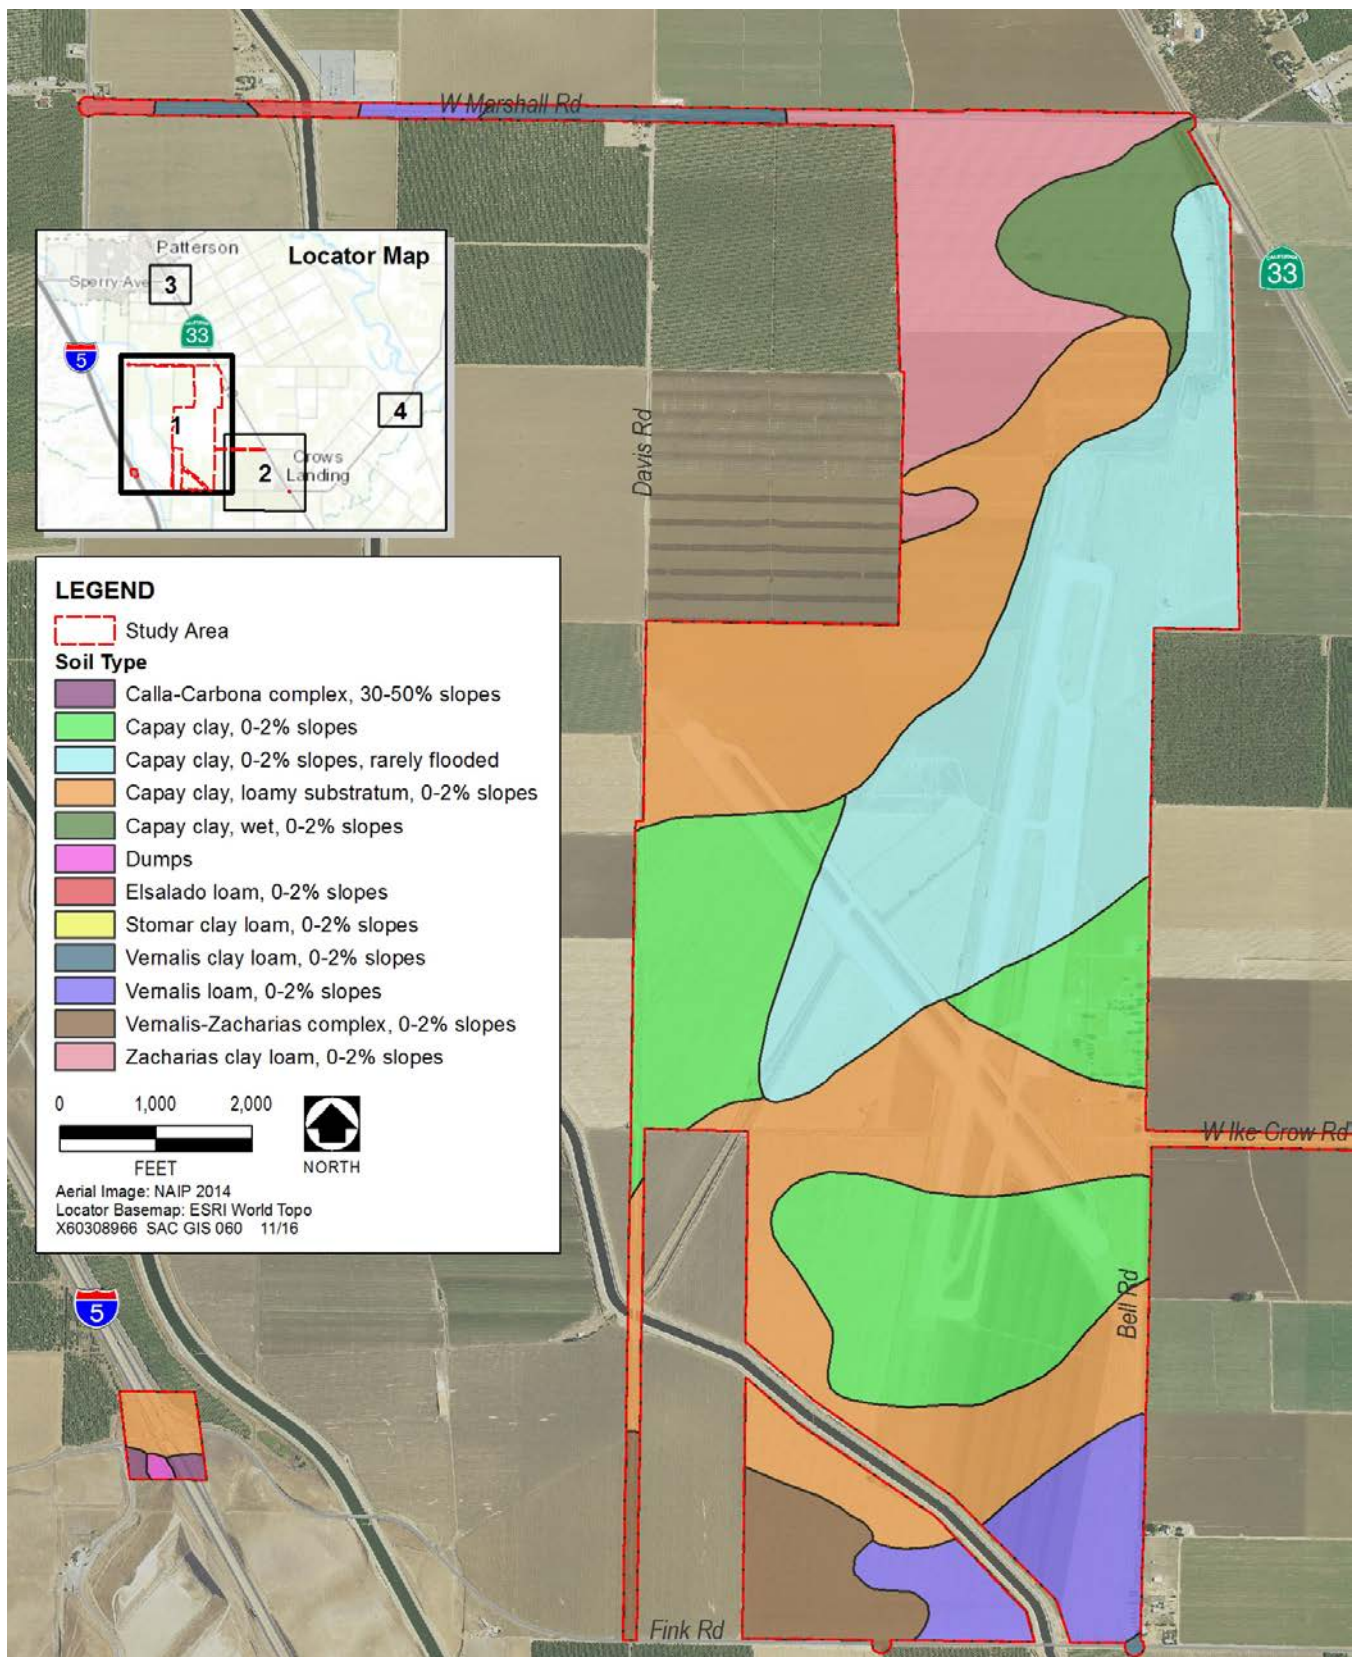 W Marshall Rd
Locator Map
Patterson
Sperry Ave
3
CALIFORNIA
33
5
1
4
2
Crows
Landing
CALIFORNIA
33
Davis Rd
LEGEND
Study Area
Soil Type
Calla-Carbona complex, 30-50% slopes
Capay clay, 0-2% slopes
Capay clay, 0-2% slopes, rarely flooded
Capay clay, loamy substratum, 0-2% slopes
Capay clay, wet, 0-2% slopes
Dumps
Elsalado loam, 0-2% slopes
Stomar clay loam, 0-2% slopes
Vernalis clay loam, 0-2% slopes
Vernalis loam, 0-2% slopes
Vernalis-Zacharias complex, 0-2% slopes
Zacharias clay loam, 0-2% slopes
0 1,000 2,000
FEET
NORTH
Aerial Image: NAIP 2014
Locator Basemap: ESRI World Topo
X60308966 SAC GIS 060 11/16
W Ike Crow Rd
Bell Rd
5
Fink Rd